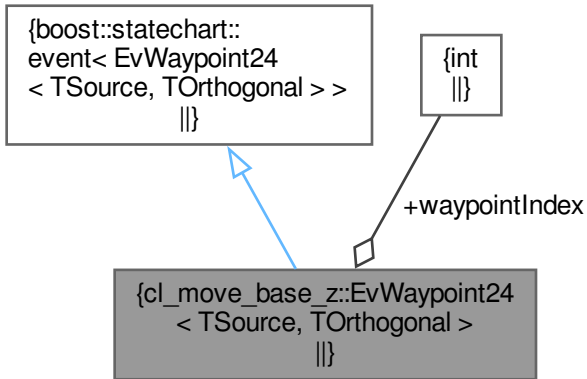 {boost::statechart::
event< EvWaypoint24
< TSource, TOrthogonal > >
||}
{int
||}
+waypointIndex
{cl_move_base_z::EvWaypoint24
< TSource, TOrthogonal >
||}